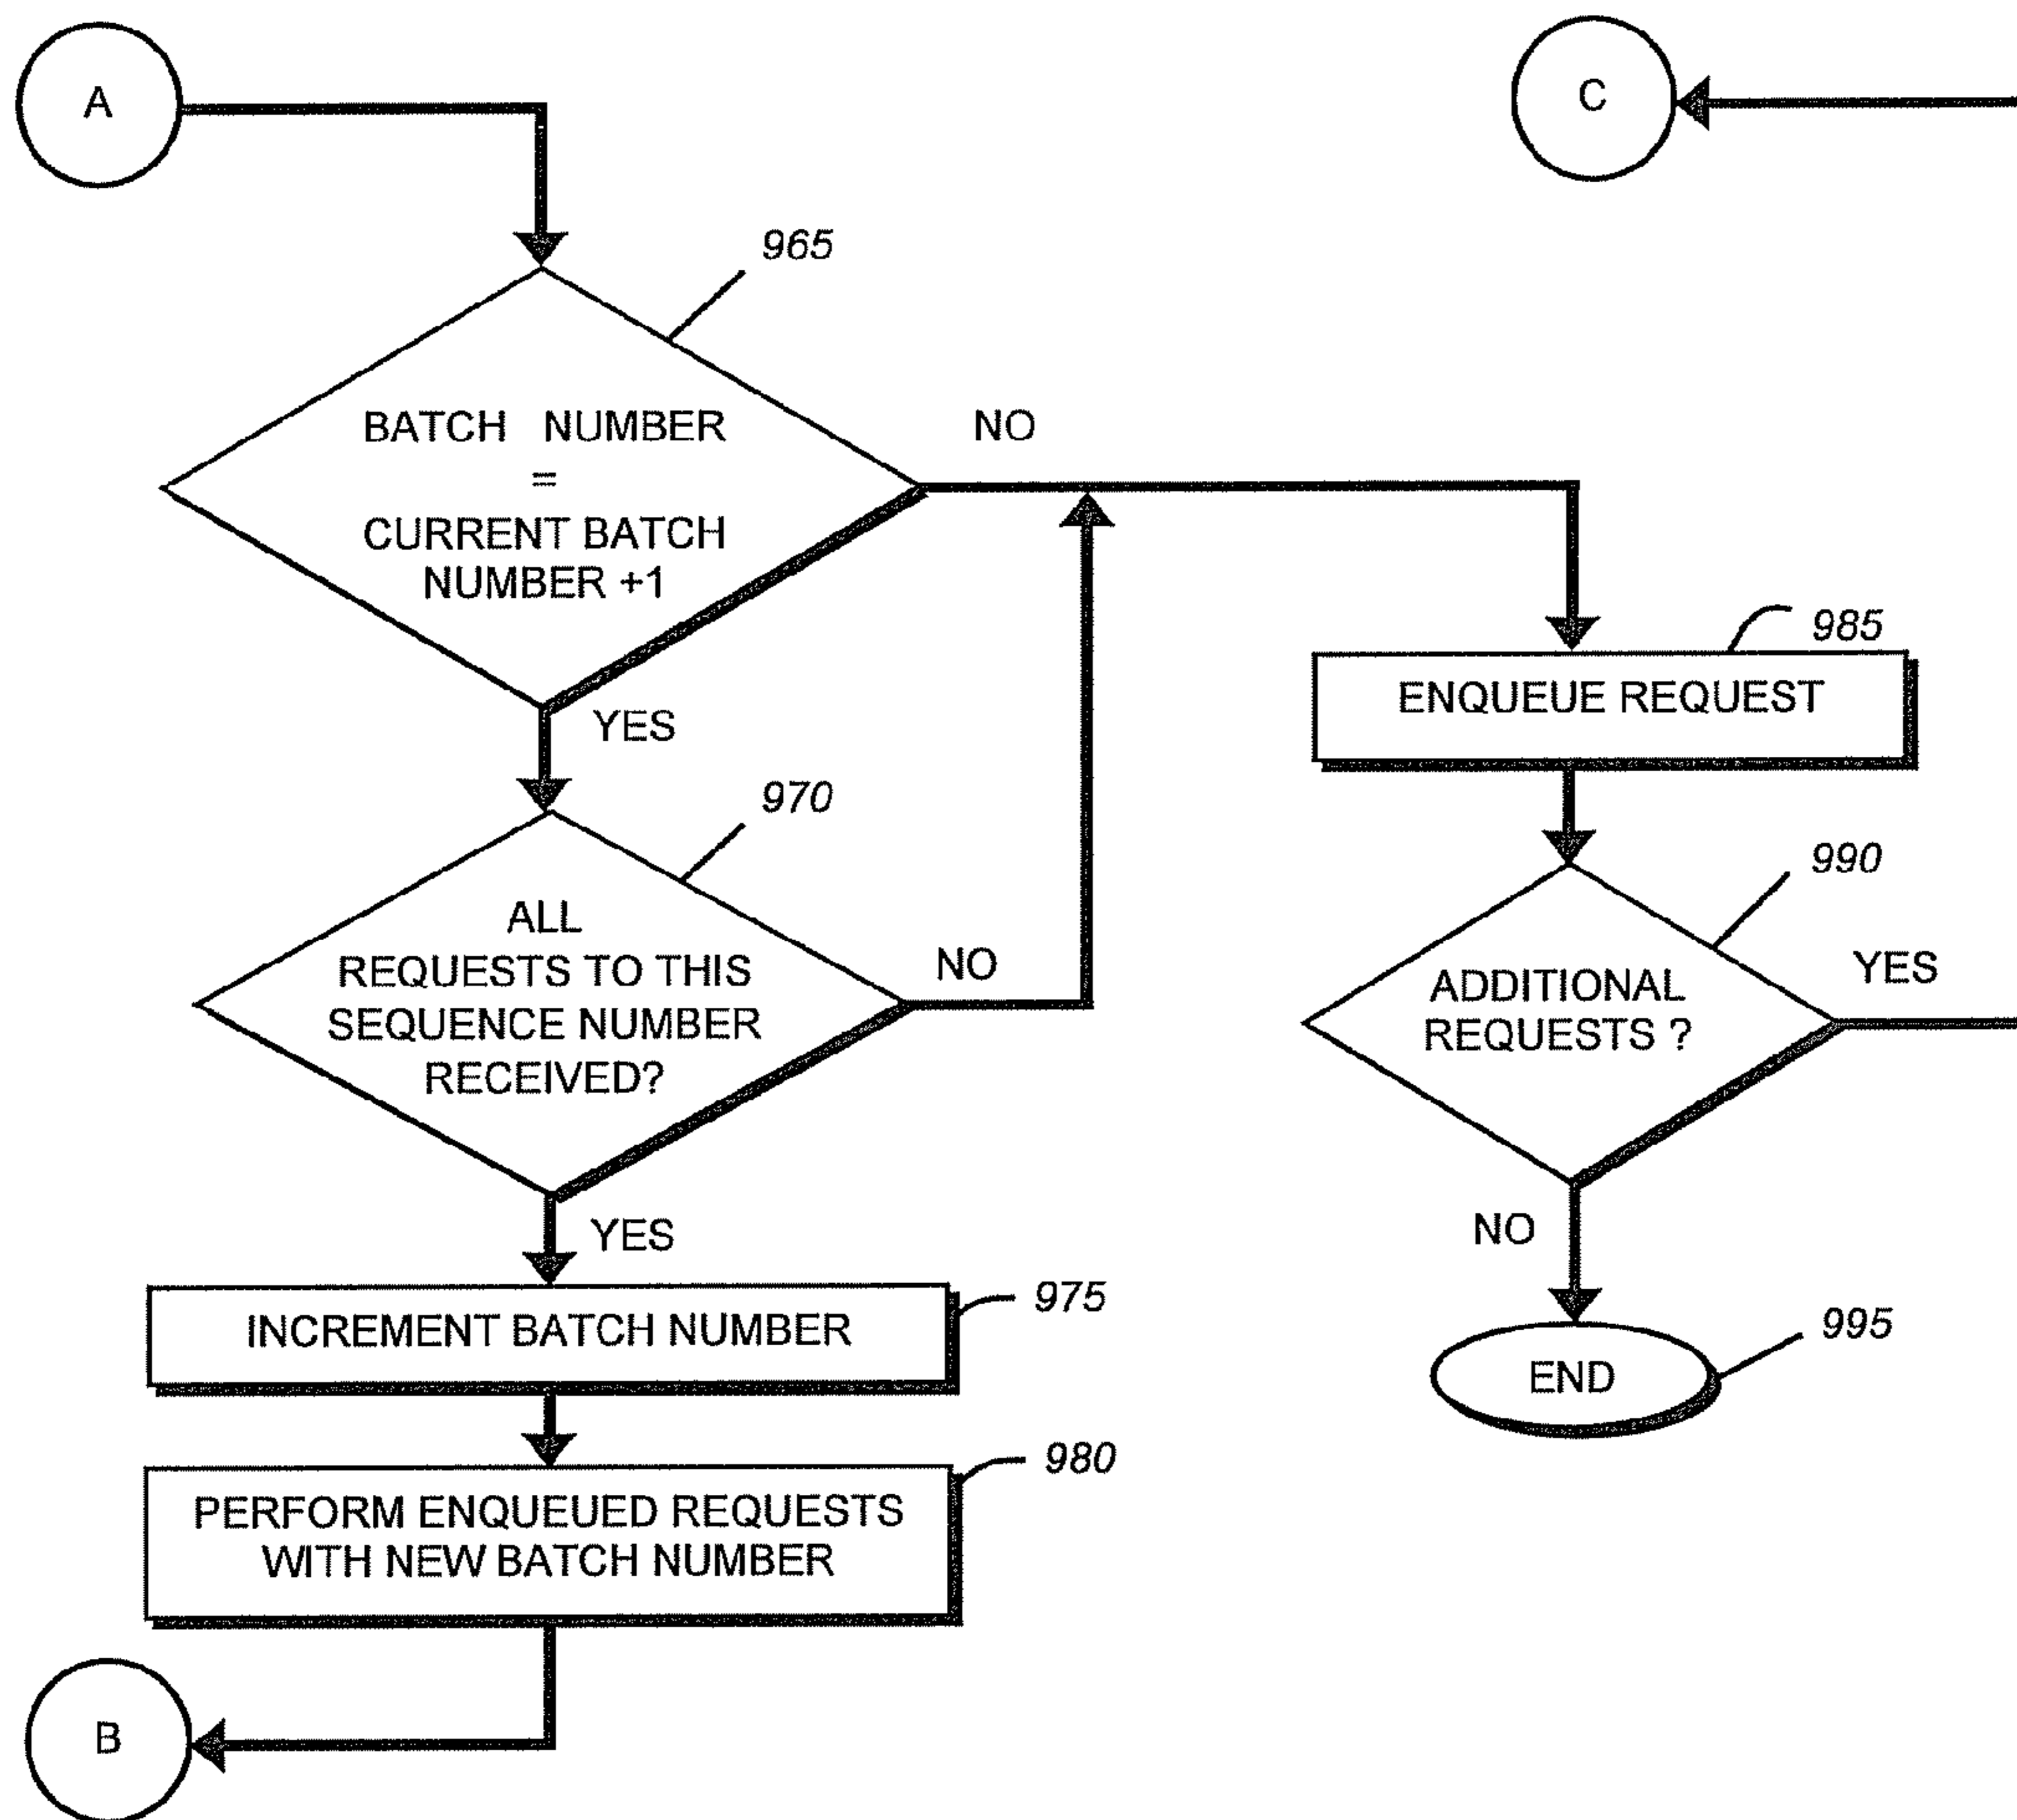 A
C
965
BATCH NUMBER
=
CURRENT BATCH
NUMBER +1
NO
YES
970
ALL
REQUESTS TO THIS
SEQUENCE NUMBER
RECEIVED?
NO
YES
INCREMENT BATCH NUMBER
975
PERFORM ENQUEUED REQUESTS
WITH NEW BATCH NUMBER
980
B
985
ENQUEUE REQUEST
990
ADDITIONAL
REQUESTS ?
YES
NO
END
995